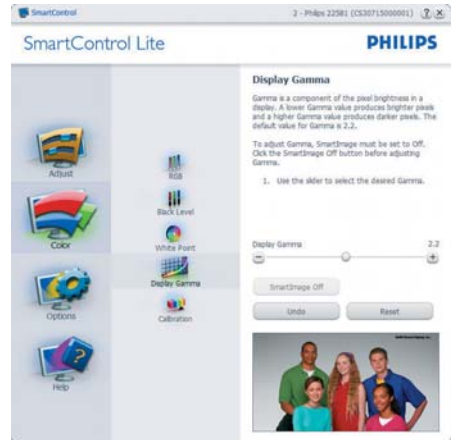 SmartControl
2 - Philips 225B1 (CS30715000001)
SmartControl Lite
PHILIPS
Adjust
Color
Options
Help
RGB
Black Level
White Point
Display Gamma
Calibration
Display Gamma
Gamma is a component of the pixel brightness in a
display. A lower Gamma value produces brighter pixels
and a higher Gamma value produces darker pixels. The
default value for Gamma is 2.2.
To adjust Gamma, SmartImage must be set to Off.
Click the SmartImage Off button before adjusting
Gamma.
1. Use the slider to select the desired Gamma.
Display Gamma
2.2
SmartImage Off
Undo
Reset